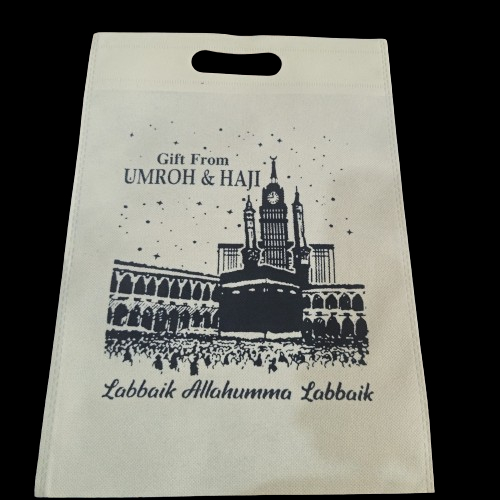 Gift From
UMROH & HAJI
Labbaik Allahumma Labbaik